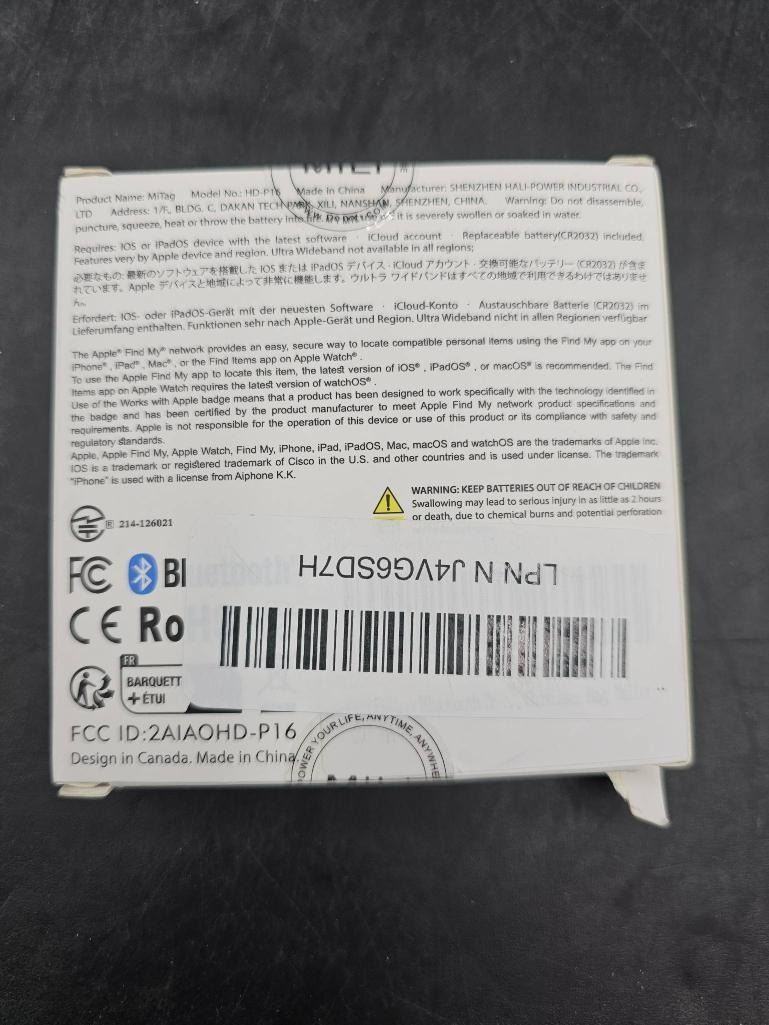 MILI
Product Name: MiTag Model No.: HD-P16 Made in China Manufacturer: SHENZHEN HALI-POWER INDUSTRIAL CO.,
LTD Address: 1/F, BLDG. C, DAKAN TECH PARK, XILI, NANSHAN, SHENZHEN, CHINA. Warning: Do not disassemble,
puncture, squeeze, heat or throw the battery into it is severely swollen or soaked in water.
Requires: IOS or iPadOS device with the latest software · iCloud account · Replaceable battery(CR2032) included.
Features very by Apple device and region. Ultra Wideband not available in all regions;
必要なもの: 最新のソフトウェアを搭載した IOS または iPadOS デバイス · iCloud アカウント · 交換可能なバッテリー (CR2032) が含ま
れています。Apple デバイスと地域によって非常に機能します。ウルトラ ワイドバンドはすべての地域で利用できるわけではありませ
ん。
Erfordert: IOS- oder iPadOS-Gerät mit der neuesten Software · iCloud-Konto · Austauschbare Batterie (CR2032) im
Lieferumfang enthalten. Funktionen sehr nach Apple-Gerät und Region. Ultra Wideband nicht in allen Regionen verfügbar
The Apple® Find My® network provides an easy, secure way to locate compatible personal items using the Find My app on your
iPhone®, iPad®, Mac®, or the Find Items app on Apple Watch®.
To use the Apple Find My app to locate this item, the latest version of iOS®, iPadOS®, or macOS® is recommended. The Find
Items app on Apple Watch requires the latest version of watchOS®.
Use of the Works with Apple badge means that a product has been designed to work specifically with the technology identified in
the badge and has been certified by the product manufacturer to meet Apple Find My network product specifications and
requirements. Apple is not responsible for the operation of this device or use of this product or its compliance with safety and
regulatory standards.
Apple, Apple Find My, Apple Watch, Find My, iPhone, iPad, iPadOS, Mac, macOS and watchOS are the trademarks of Apple Inc.
IOS is a trademark or registered trademark of Cisco in the U.S. and other countries and is used under license. The trademark
"iPhone" is used with a license from Aiphone K.K.
WARNING: KEEP BATTERIES OUT OF REACH OF CHILDREN
Swallowing may lead to serious injury in as little as 2 hours
or death, due to chemical burns and potential perforation
R 214-126021
FC Bl
LPN N J4VG6SD7H
CE Ro
FR
BARQUETT
+ ÉTUI
FCC ID:2AIAOHD-P16
Design in Canada. Made in China.
POWER YOUR LIFE, ANYTIME, ANYWHE